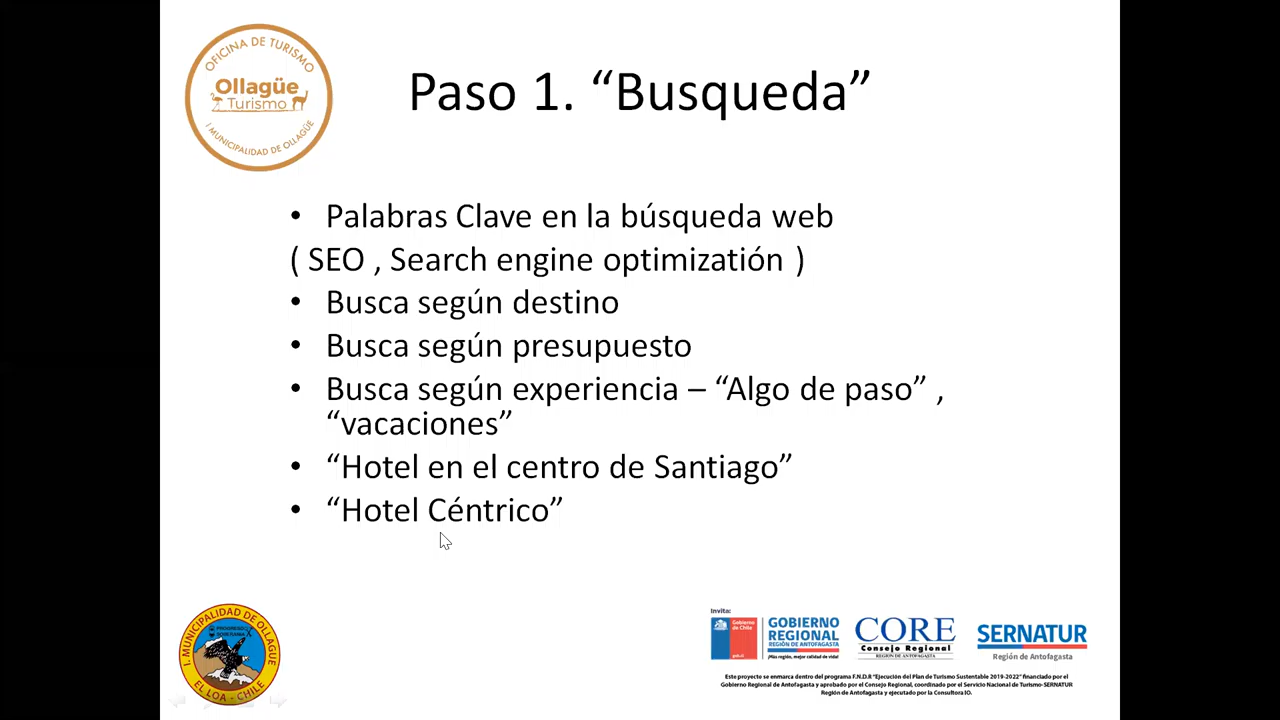 OFICINA DE TURISMO
Ollagüe
Turismo
I MUNICIPALIDAD DE OLLAGÜE
Paso 1. “Busqueda”
• Palabras Clave en la búsqueda web
( SEO , Search engine optimizatión )
• Busca según destino
• Busca según presupuesto
• Busca según experiencia – “Algo de paso” ,
“vacaciones”
• “Hotel en el centro de Santiago”
• “Hotel Céntrico”
I. MUNICIPALIDAD DE OLLAGUE
EL LOA - CHILE
Invita:
Gobierno
de Chile
gob.cl
GOBIERNO
REGIONAL
REGIÓN DE ANTOFAGASTA
¡Más región, mejor calidad de vida!
CORE
Consejo Regional
REGION DE ANTOFAGASTA
SERNATUR
Región de Antofagasta
Este proyecto se enmarca dentro del programa F.N.D.R “Ejecución del Plan de Turismo Sustentable 2019-2022” financiado por el
Gobierno Regional de Antofagasta y aprobado por el Consejo Regional, coordinado por el Servicio Nacional de Turismo-SERNATUR
Región de Antofagasta y ejecutado por la Consultora IO.